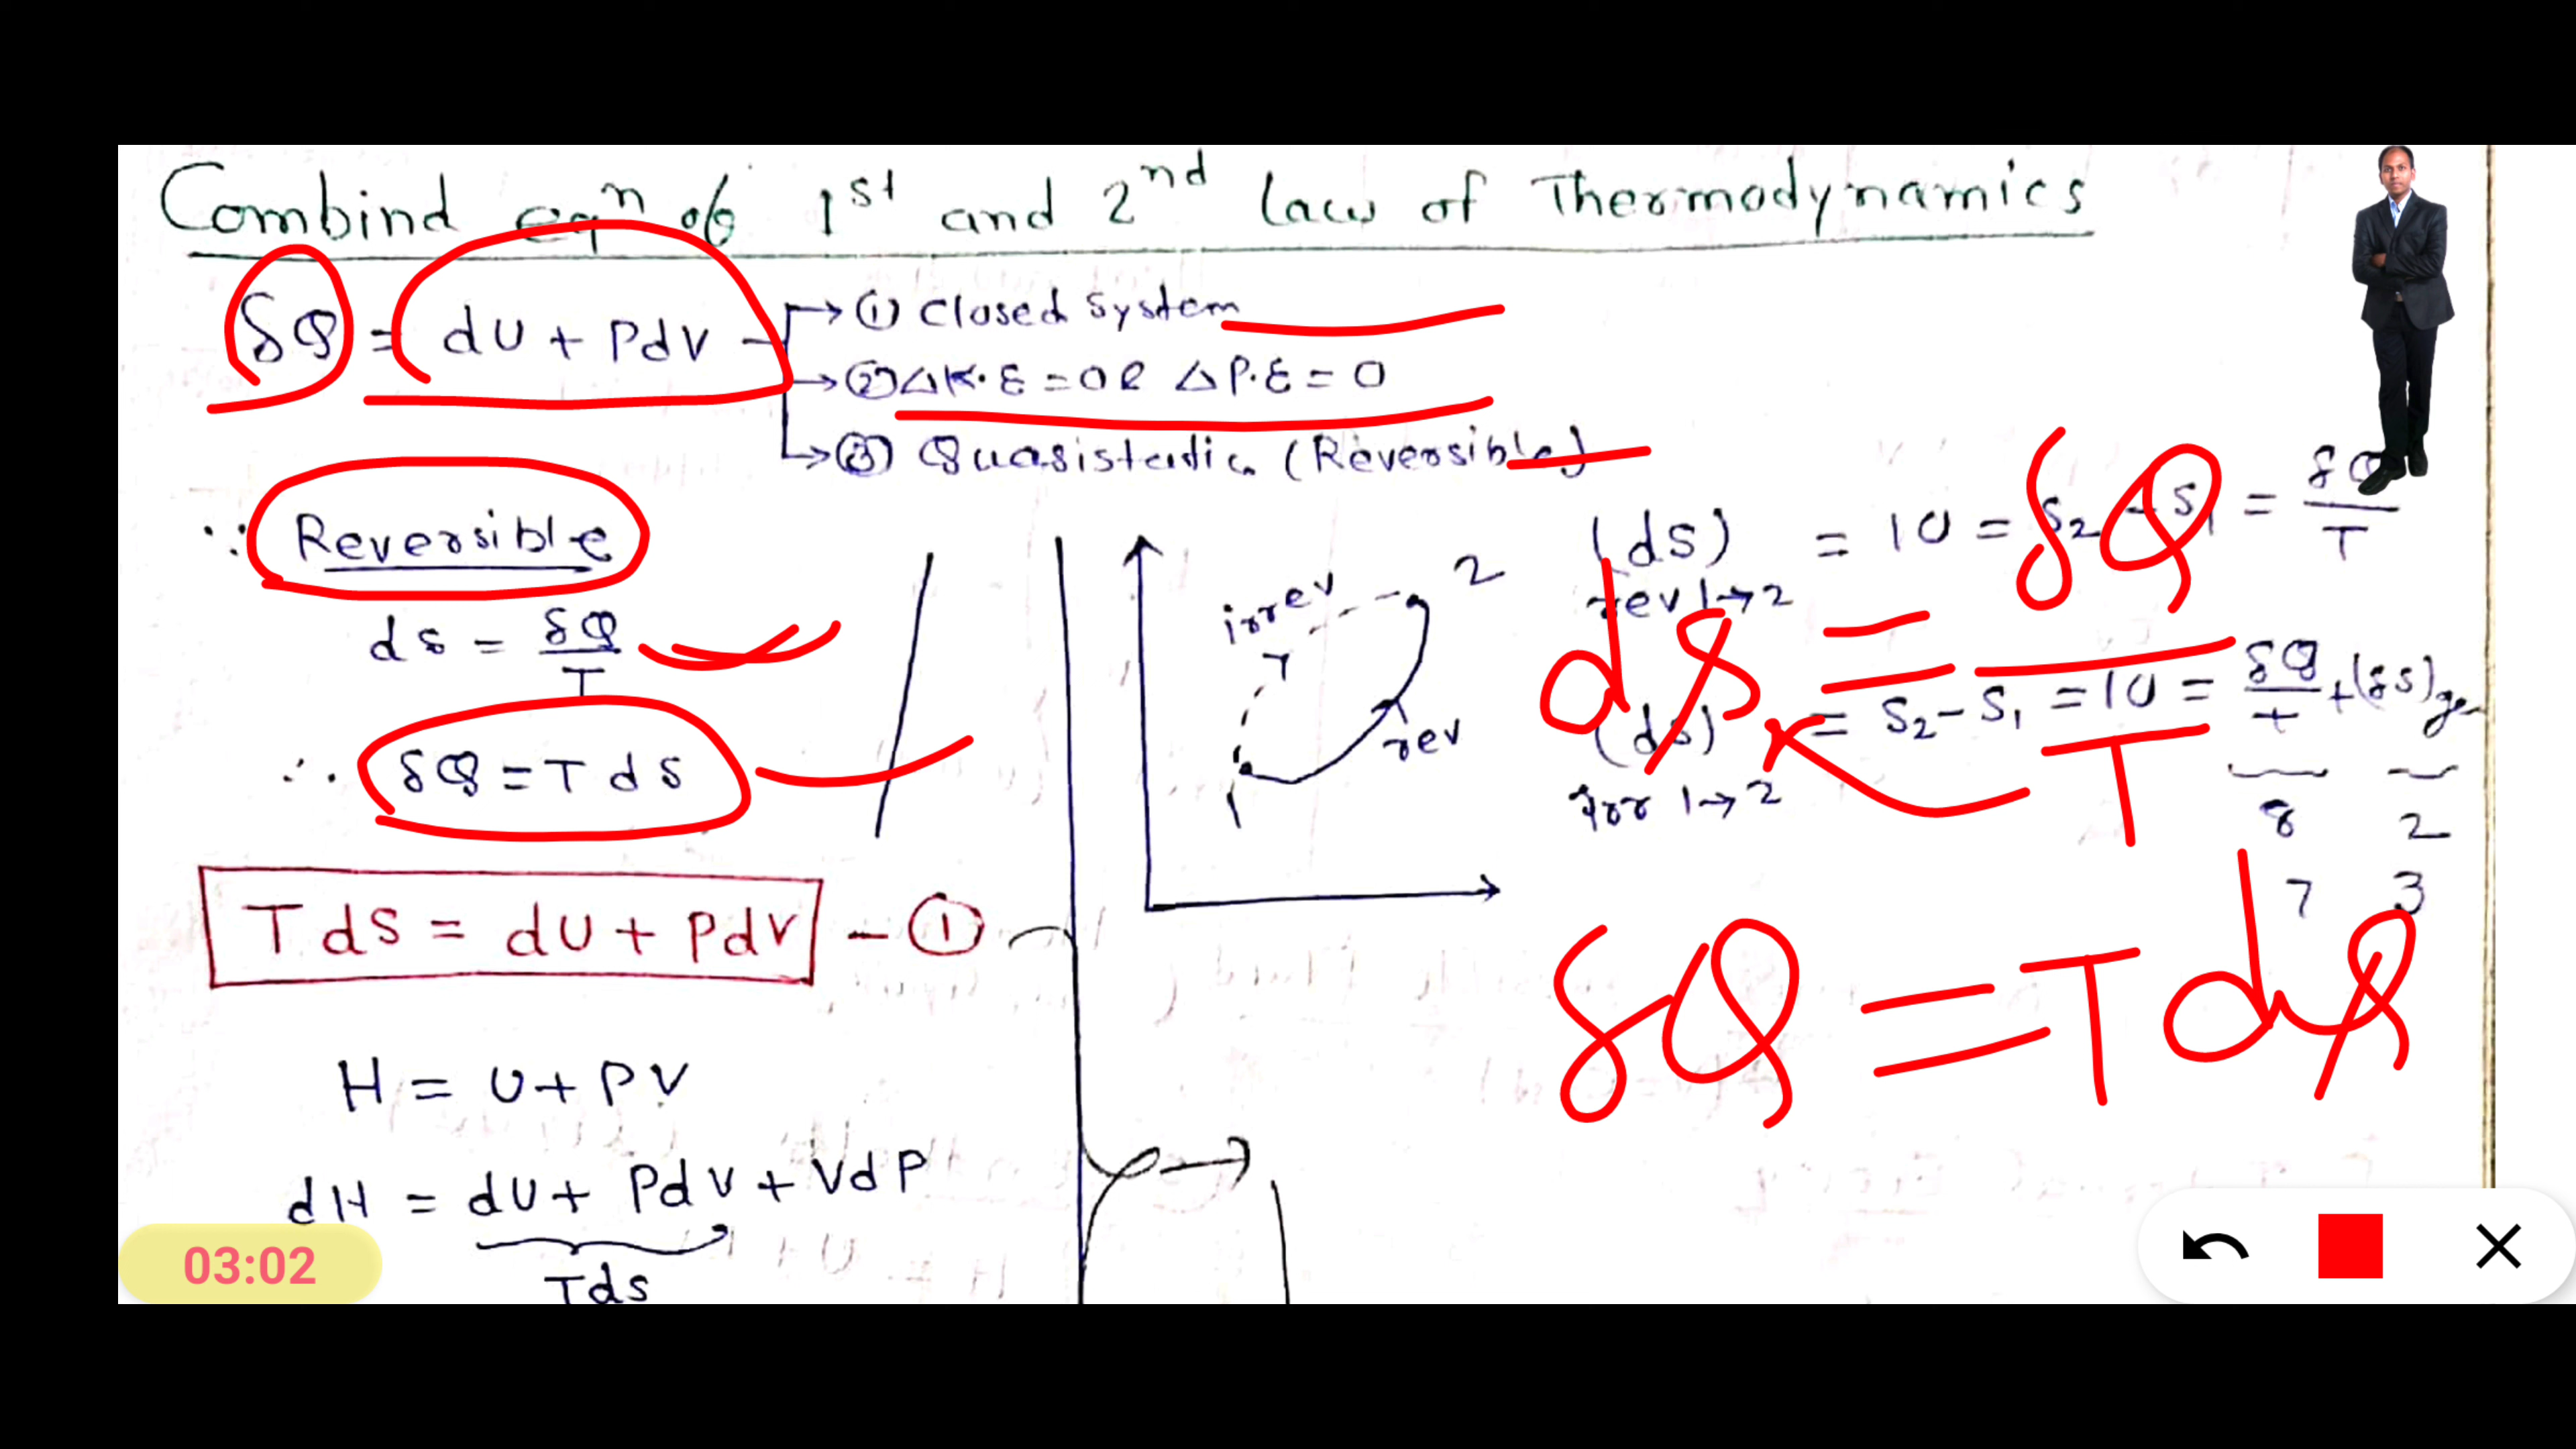 Combind eqⁿ of 1st and 2nd law of Thermodynamics
δQ = dU + PdV → ① Closed System
→ ② ΔK.E = 0 & ΔP.E = 0
→ ③ Quasistatic (Reversible)
∵ Reversible
ds = δQ/T
∴ δQ = T ds
TdS = dU + PdV - ①
H = U + PV
dH = dU + PdV + VdP
Tds
irrev
2
rev
1
(ds) = 10 = S₂ - S₁ = δQ/T
rev 1→2
(ds) = S₂ - S₁ = 10 = δQ/T + (δs)gen
irr 1→2
8 2
7 3
ds = δQ/T
δQ = Tds
03:02